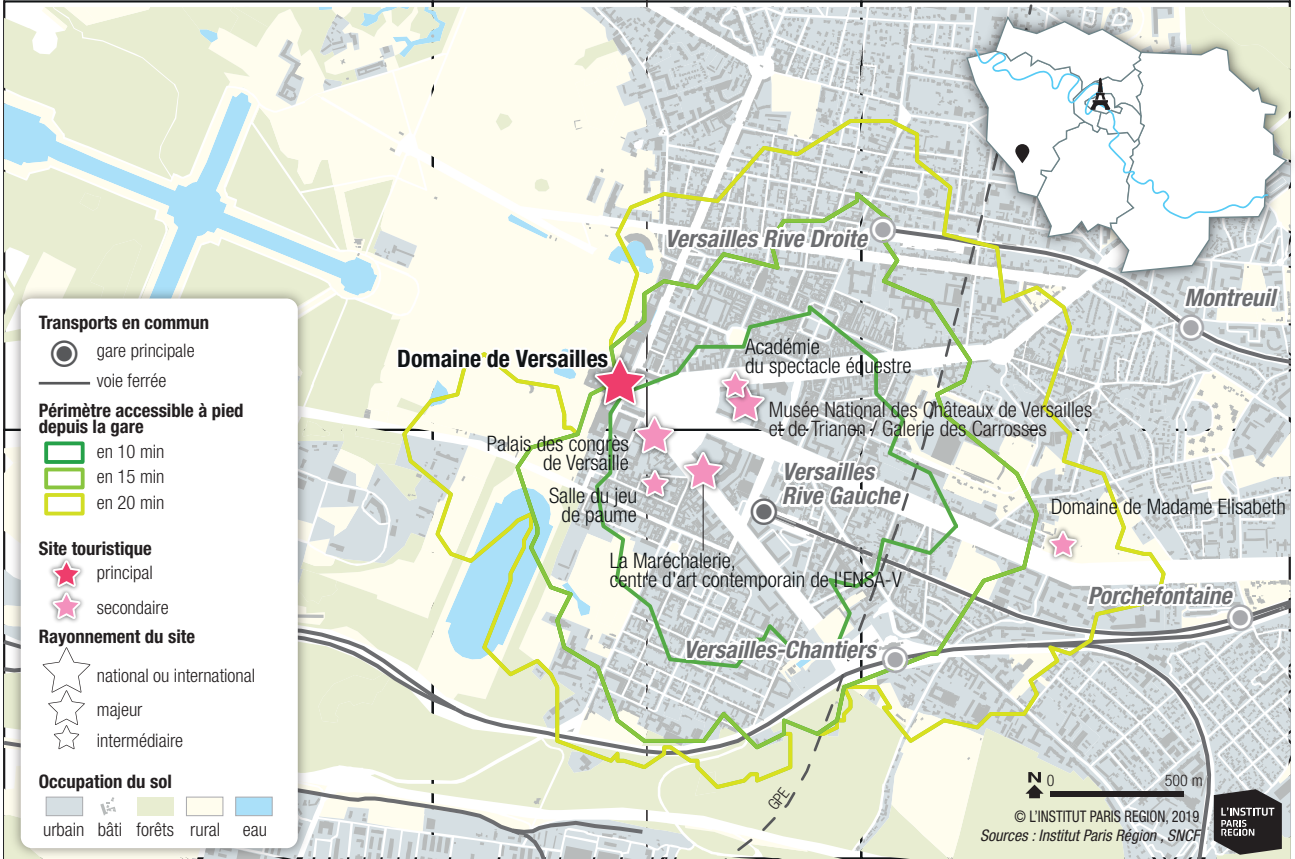 Versailles Rive Droite
Montreuil
Domaine de Versailles
Académie
du spectacle équestre
Musée National des Châteaux de Versailles
et de Trianon / Galerie des Carrosses
Palais des congrès
de Versaille
Salle du jeu
de paume
Versailles
Rive Gauche
Domaine de Madame Elisabeth
La Maréchalerie,
centre d'art contemporain de l'ENSA-V
Porchefontaine
Versailles-Chantiers
GPE
Transports en commun
gare principale
voie ferrée
Périmètre accessible à pied
depuis la gare
en 10 min
en 15 min
en 20 min
Site touristique
principal
secondaire
Rayonnement du site
national ou international
majeur
intermédiaire
Occupation du sol
urbain bâti forêts rural eau
N 0 500 m
© L'INSTITUT PARIS REGION, 2019
Sources : Institut Paris Région , SNCF
L'INSTITUT
PARIS
REGION